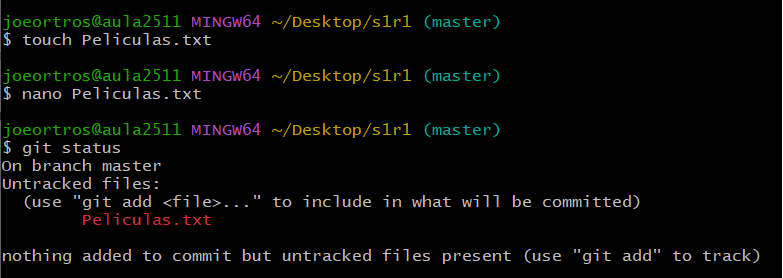 joeortros@aula2511 MINGW64 ~/Desktop/s1r1 (master)
$ touch Peliculas.txt
joeortros@aula2511 MINGW64 ~/Desktop/s1r1 (master)
$ nano Peliculas.txt
joeortros@aula2511 MINGW64 ~/Desktop/s1r1 (master)
$ git status
On branch master
Untracked files:
  (use "git add <file>..." to include in what will be committed)
        Peliculas.txt
nothing added to commit but untracked files present (use "git add" to track)